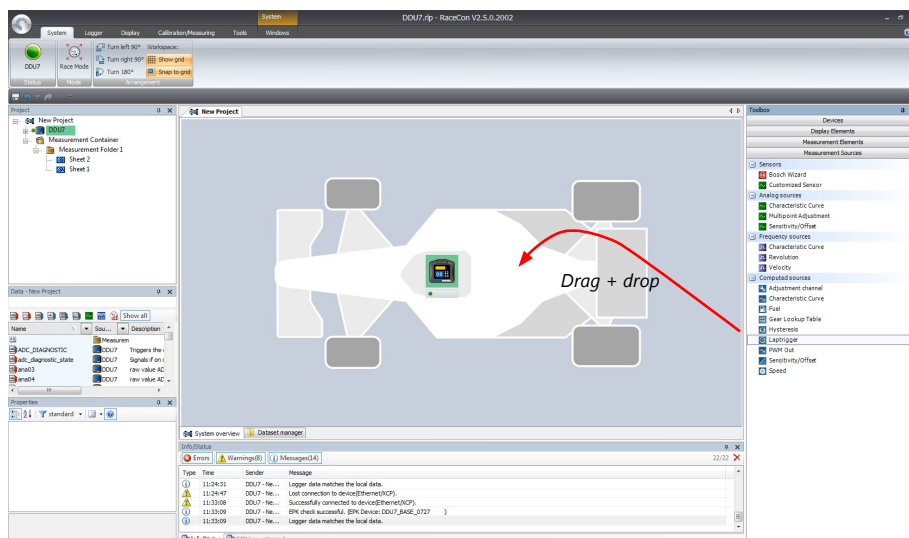 System
DDU7.rlp - RaceCon V2.5.0.2002
System Logger Display Calibration/Measuring Tools Windows
DDU7
Status
Race Mode
Mode
Turn left 90° Workspace:
Turn right 90° Show grid
Turn 180° Snap to grid
Arrangement
Project
New Project
DDU7
Measurement Container
Measurement Folder1
Sheet 2
Sheet 1
New Project
Drag + drop
Toolbox
Devices
Display Elements
Measurement Elements
Measurement Sources
Sensors
Bosch Wizard
Customized Sensor
Analog sources
Characteristic Curve
Multipoint Adjustment
Sensitivity/Offset
Frequency sources
Characteristic Curve
Revolution
Velocity
Computed sources
Adjustment channel
Characteristic Curve
Fuel
Gear Lookup Table
Hysteresis
Laptrigger
PWM Out
Sensitivity/Offset
Speed
Data - New Project
Show all
Name Sou... Description
Measurem
ADC_DIAGNOSTIC DDU7 Triggers the
adc_diagnostic_state DDU7 Signals if on
ana03 DDU7 raw value AD
ana04 DDU7 raw value AD
Properties
standard
System overview Dataset manager
Info/Status
Errors Warnings(8) Messages(14) 22/22
Type Time Sender Message
11:24:31 DDU7 - Ne... Logger data matches the local data.
11:24:47 DDU7 - Ne... Lost connection to device(Ethernet/XCP).
11:33:08 DDU7 - Ne... Successfully connected to device(Ethernet/XCP).
11:33:09 DDU7 - Ne... EPK check successful. (EPK Device: DDU7_BASE_0727 )
11:33:09 DDU7 - Ne... Logger data matches the local data.